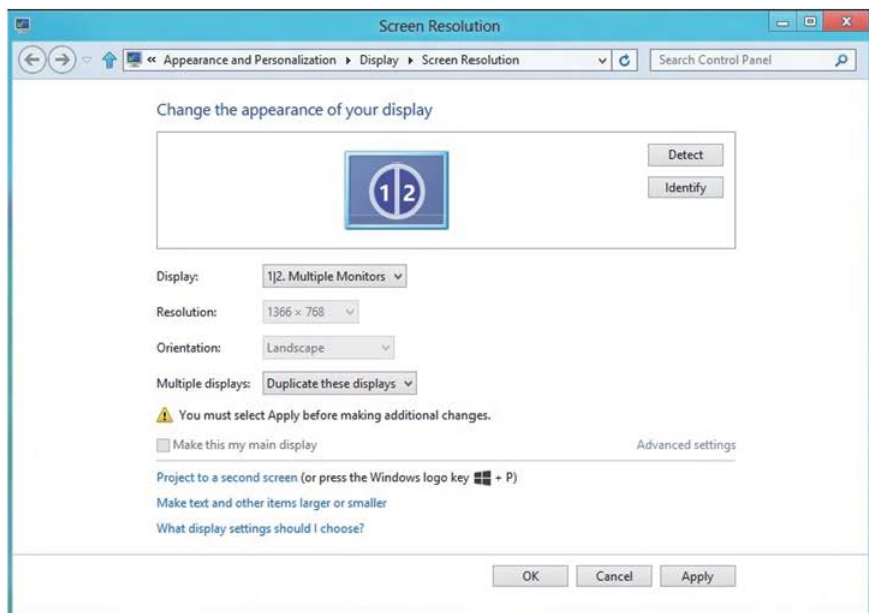 Screen Resolution
« Appearance and Personalization ▸ Display ▸ Screen Resolution
Search Control Panel
Change the appearance of your display
1|2
Detect
Identify
Display: 1|2. Multiple Monitors
Resolution: 1366 × 768
Orientation: Landscape
Multiple displays: Duplicate these displays
You must select Apply before making additional changes.
Make this my main display
Advanced settings
Project to a second screen (or press the Windows logo key + P)
Make text and other items larger or smaller
What display settings should I choose?
OK
Cancel
Apply